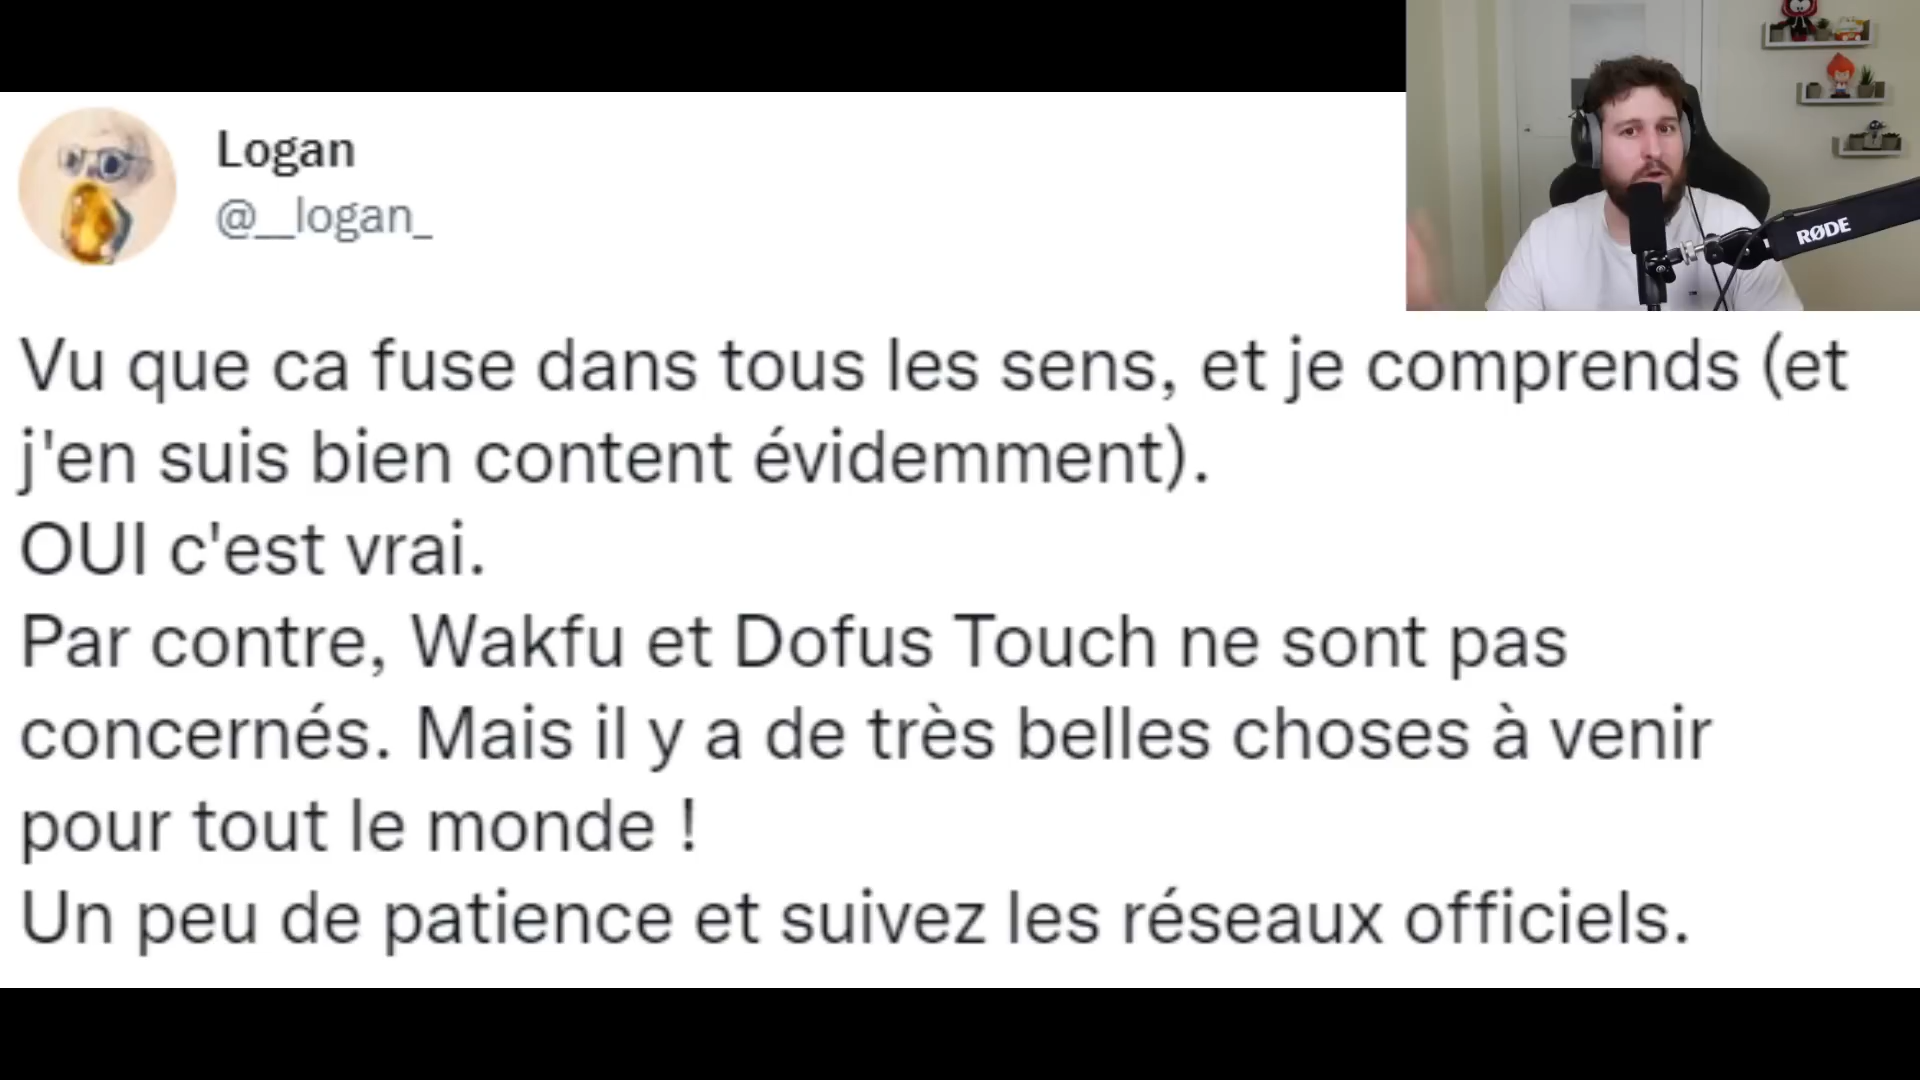 Logan
@__logan_
Vu que ca fuse dans tous les sens, et je comprends (et
j'en suis bien content évidemment).
OUI c'est vrai.
Par contre, Wakfu et Dofus Touch ne sont pas
concernés. Mais il y a de très belles choses à venir
pour tout le monde !
Un peu de patience et suivez les réseaux officiels.
RØDE